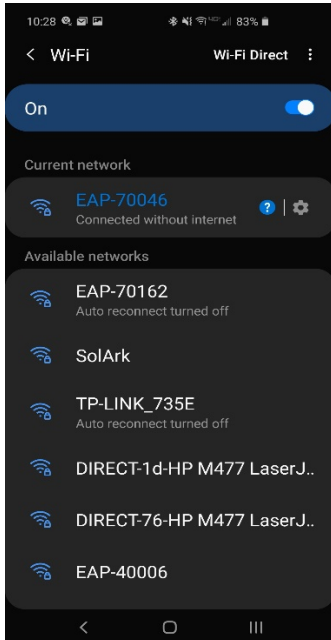 10:28 83%
Wi-Fi Wi-Fi Direct
On
Current network
EAP-70046
Connected without internet
Available networks
EAP-70162
Auto reconnect turned off
SolArk
TP-LINK_735E
Auto reconnect turned off
DIRECT-1d-HP M477 LaserJ..
DIRECT-76-HP M477 LaserJ..
EAP-40006